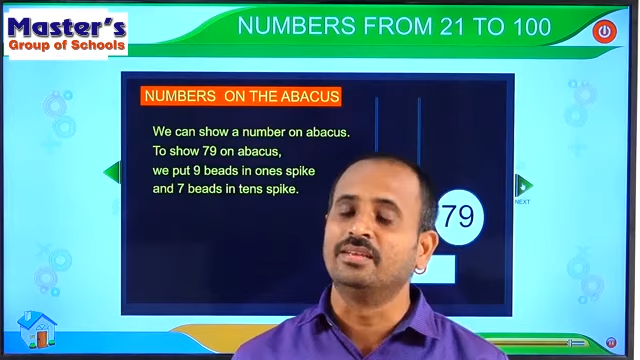 Master's
Group of Schools
NUMBERS FROM 21 TO 100
NUMBERS ON THE ABACUS
We can show a number on abacus.
To show 79 on abacus,
we put 9 beads in ones spike
and 7 beads in tens spike.
79
NEXT